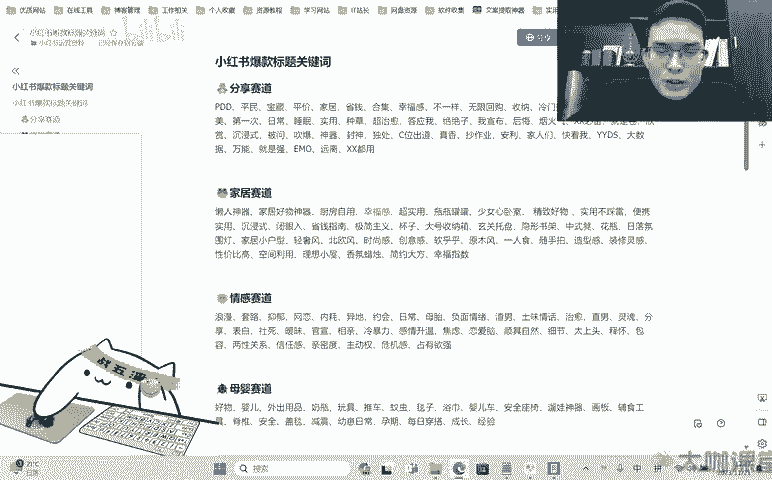 优质网站 在线工具 博客管理 工作相关 个人收藏 资源教程 学习网站 IT站长 网盘资源 软件收集 文案提取神器
小红书爆款标题关键词
分享
小红书爆款标题关键词
小红书爆款标题关键词
小红书爆款标题关键词
分享赛道
分享赛道
PDD、平民、宝藏、平价、家居、省钱、合集、幸福感、不一样、无限回购、收纳、冷门
美、第一次、日常、睡眠、实用、种草、超治愈、答应我、绝绝子、我宣布、后悔、烟火
赏、沉浸式、被问、吹爆、神器、封神、独处、C位出道、真香、抄作业、安利、家人们、快看我、YYDS、大数
据、万能、就是强、EMO、远离、XX都用
家居赛道
懒人神器、家居好物神器、厨房自用、幸福感、超实用、瓶瓶罐罐、少女心卧室、精致好物、实用不踩雷、便携
实用、沉浸式、闭眼入、省钱指南、极简主义、杯子、大号收纳箱、玄关托盘、隐形书架、中式餐、花瓶、日落氛
围灯、家居小户型、轻奢风、北欧风、时尚感、创意感、软乎乎、原木风、一人食、随手拍、造型感、装修灵感、
性价比高、空间利用、理想小屋、香氛蜡烛、简约大方、幸福指数
情感赛道
浪漫、套路、抑郁、网恋、内耗、异地、约会、日常、母胎、负面情绪、渣男、土味情话、治愈、直男、灵魂、分
享、表白、社死、暧昧、官宣、相亲、冷暴力、感情升温、焦虑、恋爱脑、顺其自然、细节、太上头、释怀、包
容、两性关系、信任感、亲密度、主动权、危机感、占有欲强
母婴赛道
好物、婴儿、外出用品、奶瓶、玩具、推车、蚊虫、毯子、浴巾、婴儿车、安全座椅、遛娃神器、画板、辅食工
具、脊椎、安全、盖毯、减震、幼崽日常、孕期、每日穿搭、成长、经验
战五渣
21°C
搜索
中
拼
大咖课堂